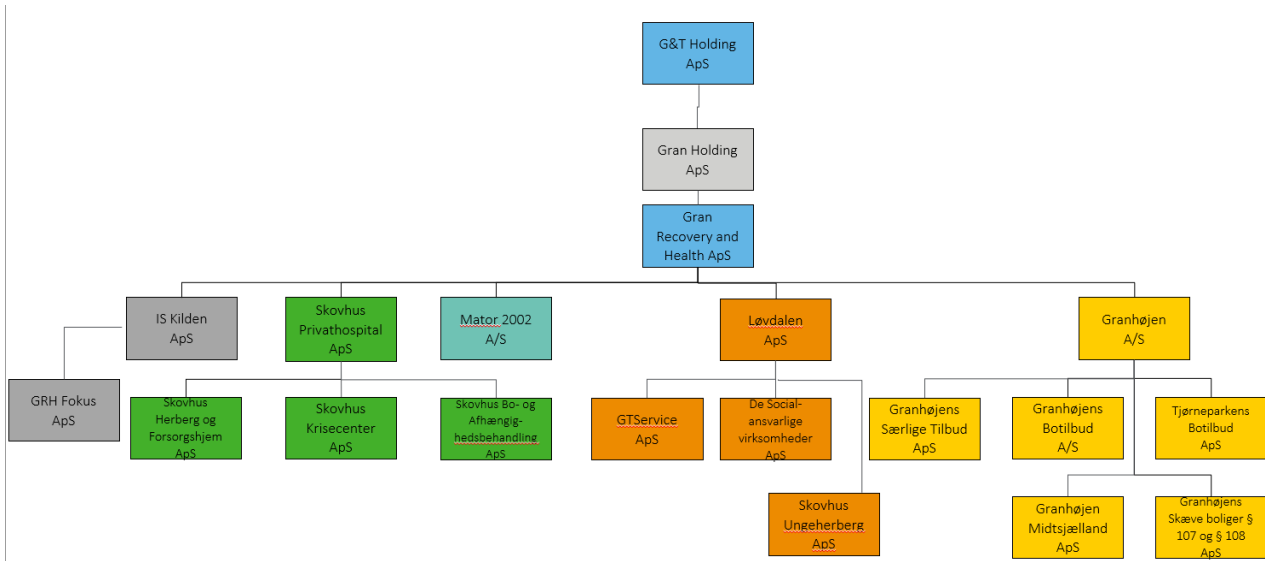 G&T Holding
ApS
Gran Holding
ApS
Gran
Recovery and
Health ApS
IS Kilden
ApS
Skovhus
Privathospital
ApS
Mator 2002
A/S
Løvdalen
ApS
Granhøjen
A/S
GRH Fokus
ApS
Skovhus
Herberg og
Forsorgshjem
ApS
Skovhus
Krisecenter
ApS
Skovhus Bo- og
Afhængig-
hedsbehandling
ApS
GTService
ApS
De Social-
ansvarlige
virksomheder
ApS
Granhøjens
Særlige Tilbud
ApS
Granhøjens
Botilbud
A/S
Tjørneparkens
Botilbud
ApS
Skovhus
Ungeherberg
ApS
Granhøjen
Midtsjælland
ApS
Granhøjens
Skæve boliger §
107 og § 108
ApS